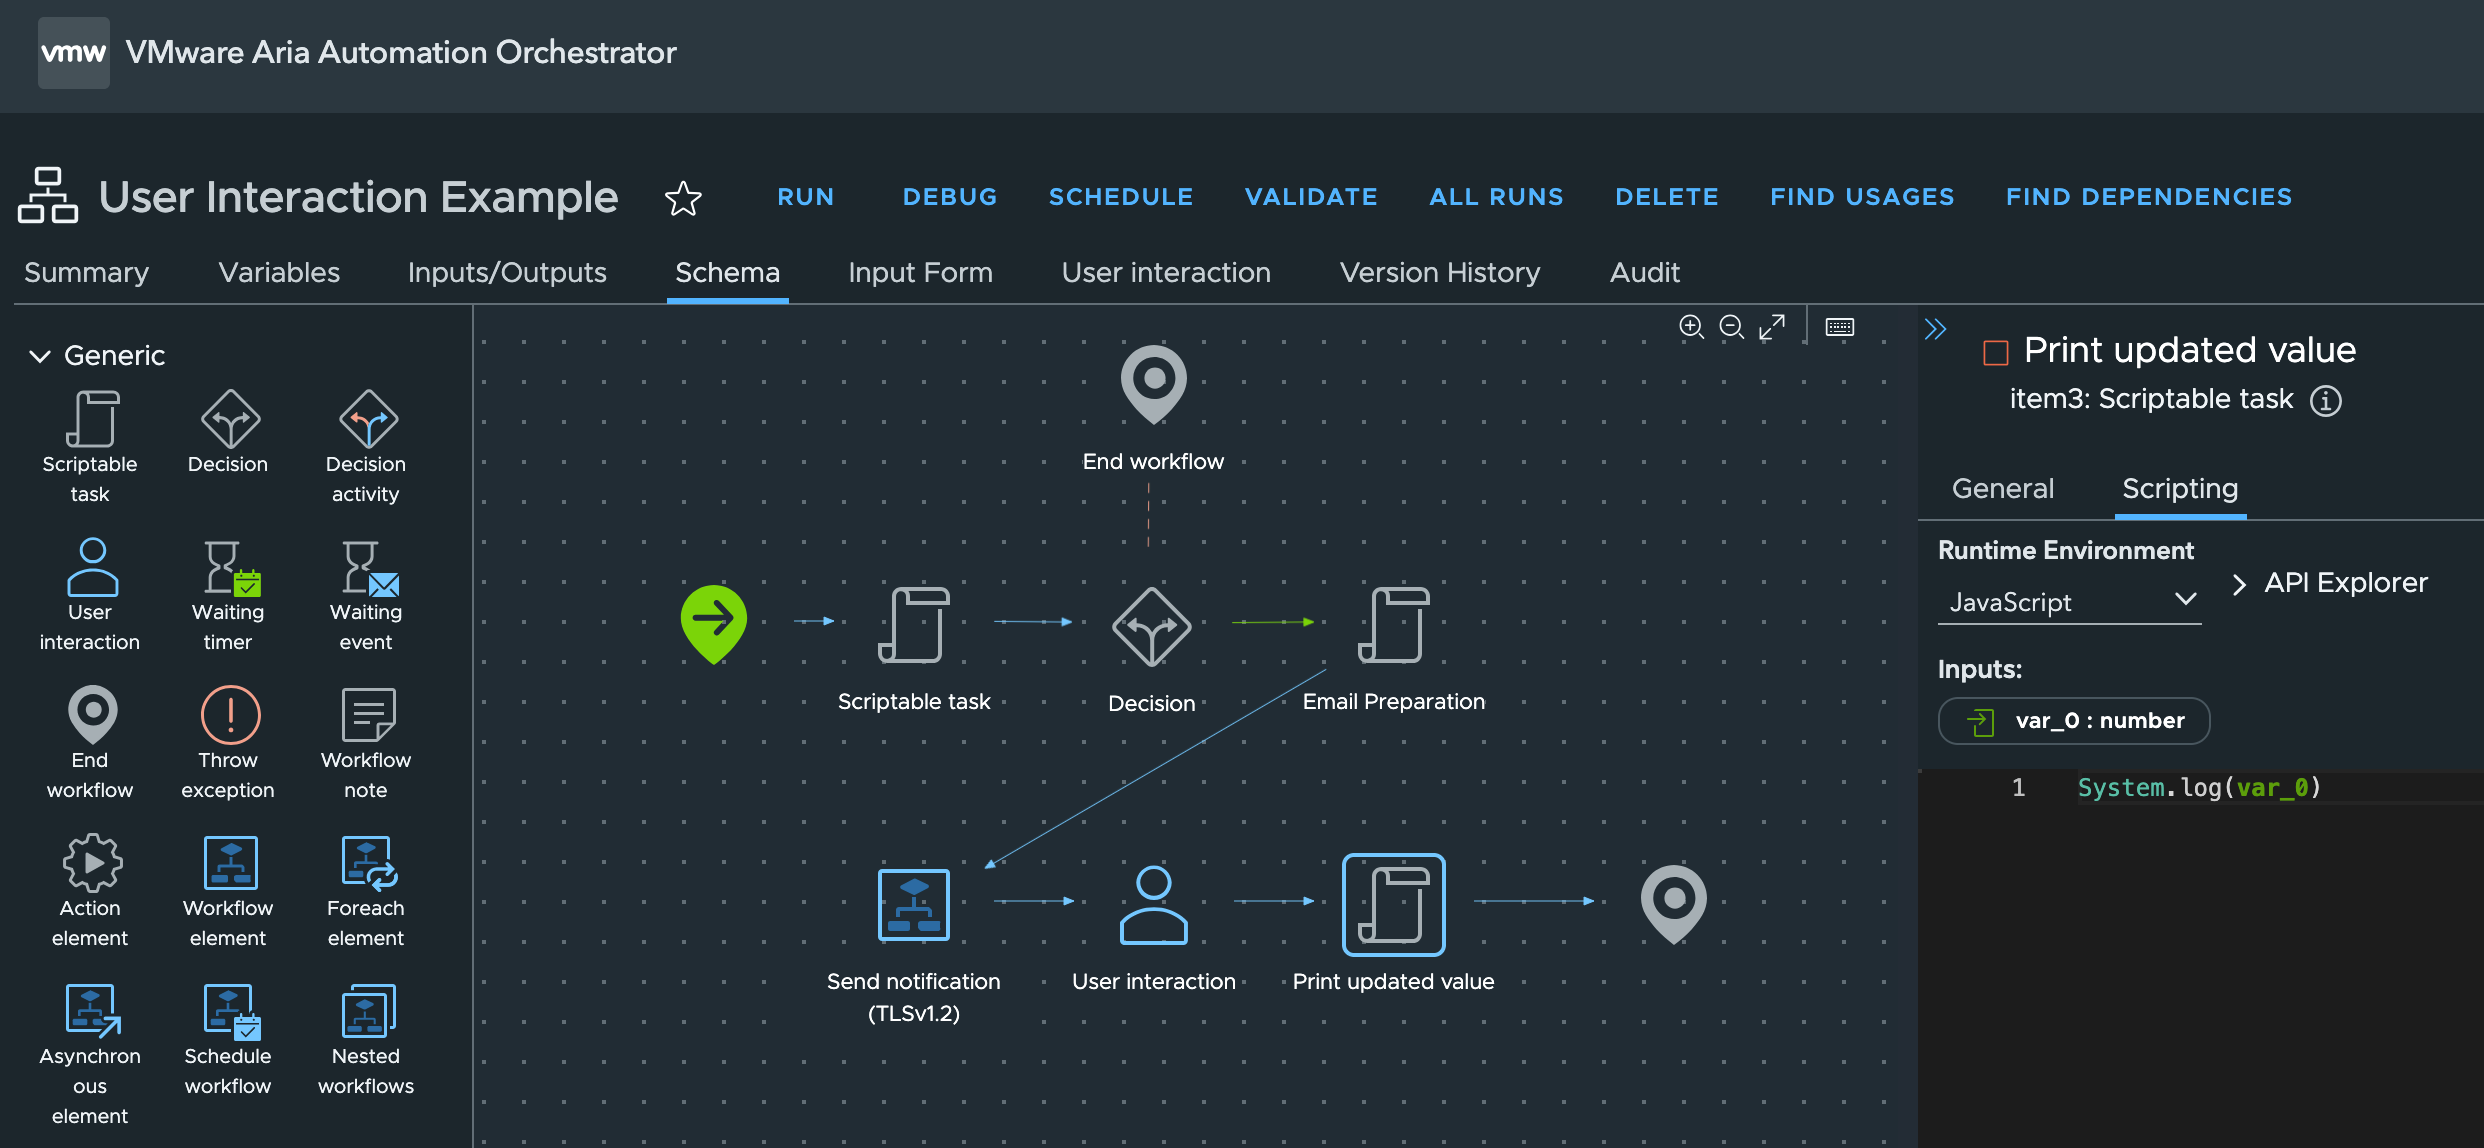 vmw VMware Aria Automation Orchestrator
User Interaction Example
RUN
DEBUG
SCHEDULE
VALIDATE
ALL RUNS
DELETE
FIND USAGES
FIND DEPENDENCIES
Summary
Variables
Inputs/Outputs
Schema
Input Form
User interaction
Version History
Audit
Generic
Scriptable
task
Decision
Decision
activity
User
interaction
Waiting
timer
Waiting
event
End
workflow
Throw
exception
Workflow
note
Action
element
Workflow
element
Foreach
element
Asynchron
ous
element
Schedule
workflow
Nested
workflows
End workflow
Scriptable task
Decision
Email Preparation
Send notification
(TLSv1.2)
User interaction
Print updated value
Print updated value
item3: Scriptable task
General
Scripting
Runtime Environment
JavaScript
API Explorer
Inputs:
var_0 : number
1 System.log(var_0)